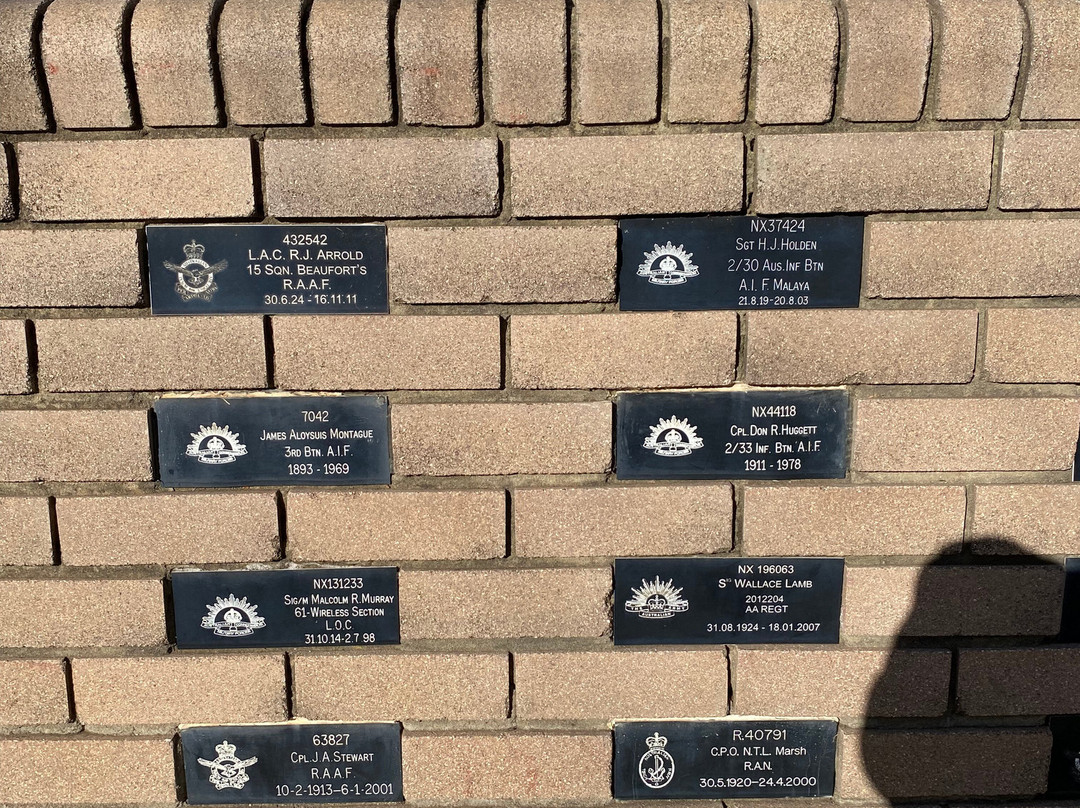 432542
L.A.C. R.J. ARROLD
15 SQN. BEAUFORT'S
R.A.A.F.
30.6.24 - 16.11.11
NX37424
SGT H.J.HOLDEN
2/30 AUS.INF BTN
A.I.F MALAYA
21.8.19-20.8.03
7042
JAMES ALOYSUIS MONTAGUE
3RD BTN. A.I.F.
1893 - 1969
NX44118
CPL.DON R.HUGGETT
2/33 INF. BTN. A.I.F.
1911 - 1978
NX131233
SIG/M MALCOLM R.MURRAY
61-WIRELESS SECTION
L.O.C.
31.10.14-2.7.98
NX 196063
WALLACE LAMB
2012204
AA REGT
31.08.1924 - 18.01.2007
AUSTRALIAN
63827
CPL.J.A.STEWART
R.A.A.F.
10-2-1913-6-1-2001
R.40791
C.P.O. N.T.L. Marsh
R.A.N.
30.5.1920-24.4.2000